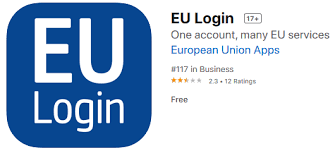 EU
Login
EU Login 17+
One account, many EU services
European Union Apps
#117 in Business
2.3 • 12 Ratings
Free